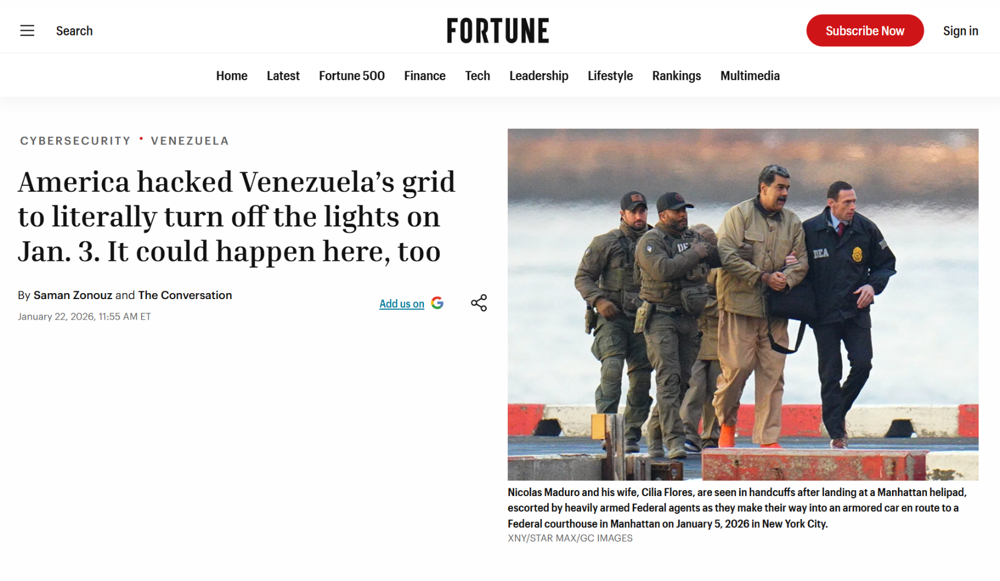 Search
FORTUNE
Subscribe Now
Sign in
Home Latest Fortune 500 Finance Tech Leadership Lifestyle Rankings Multimedia
CYBERSECURITY • VENEZUELA
America hacked Venezuela’s grid
to literally turn off the lights on
Jan. 3. It could happen here, too
By Saman Zonouz and The Conversation
January 22, 2026, 11:55 AM ET
Add us on
DEA
Nicolas Maduro and his wife, Cilia Flores, are seen in handcuffs after landing at a Manhattan helipad,
escorted by heavily armed Federal agents as they make their way into an armored car en route to a
Federal courthouse in Manhattan on January 5, 2026 in New York City.
XNY/STAR MAX/GC IMAGES